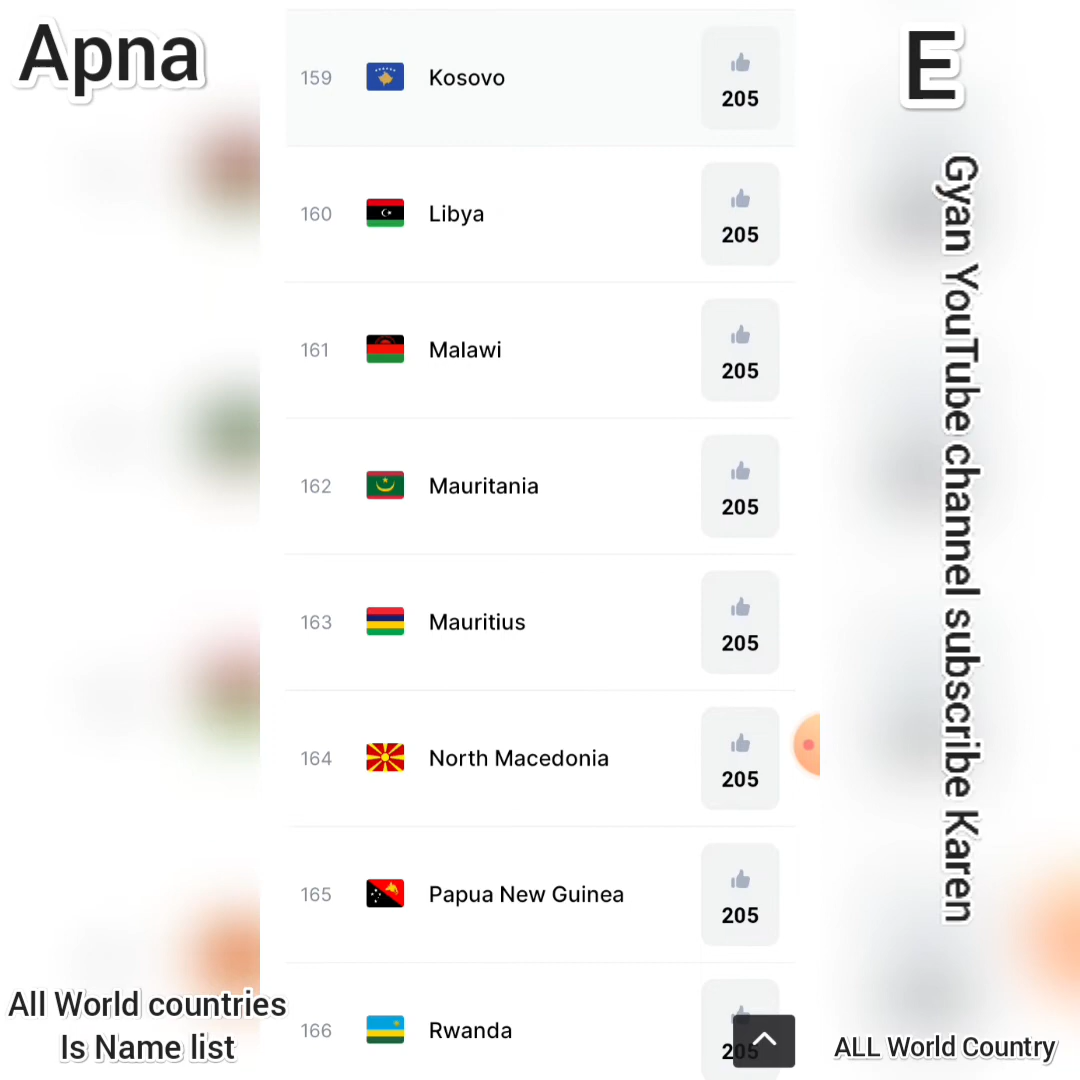 Apna
E
159 Kosovo 205
160 Libya 205
161 Malawi 205
162 Mauritania 205
163 Mauritius 205
164 North Macedonia 205
165 Papua New Guinea 205
166 Rwanda 205
Gyan YouTube channel subscribe Karen
All World countries
Is Name list
ALL World Country